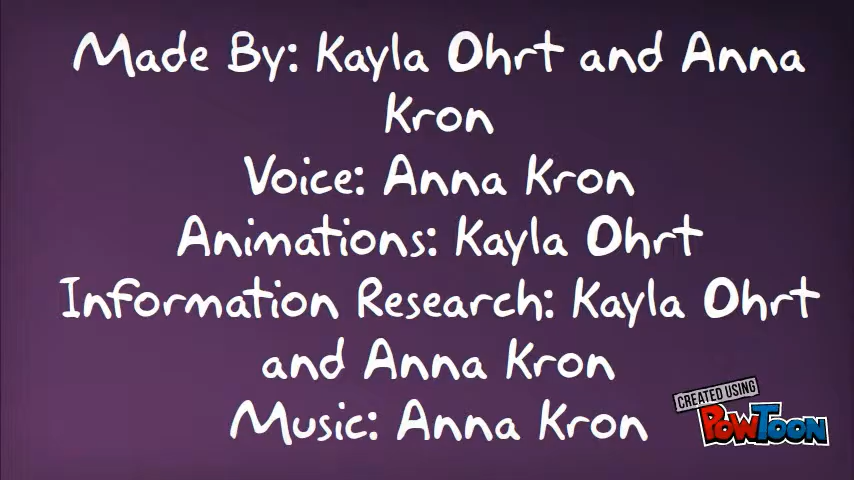 Made By: Kayla Ohrt and Anna
Kron
Voice: Anna Kron
Animations: Kayla Ohrt
Information Research: Kayla Ohrt
and Anna Kron
Music: Anna Kron
CREATED USING
POWTOON